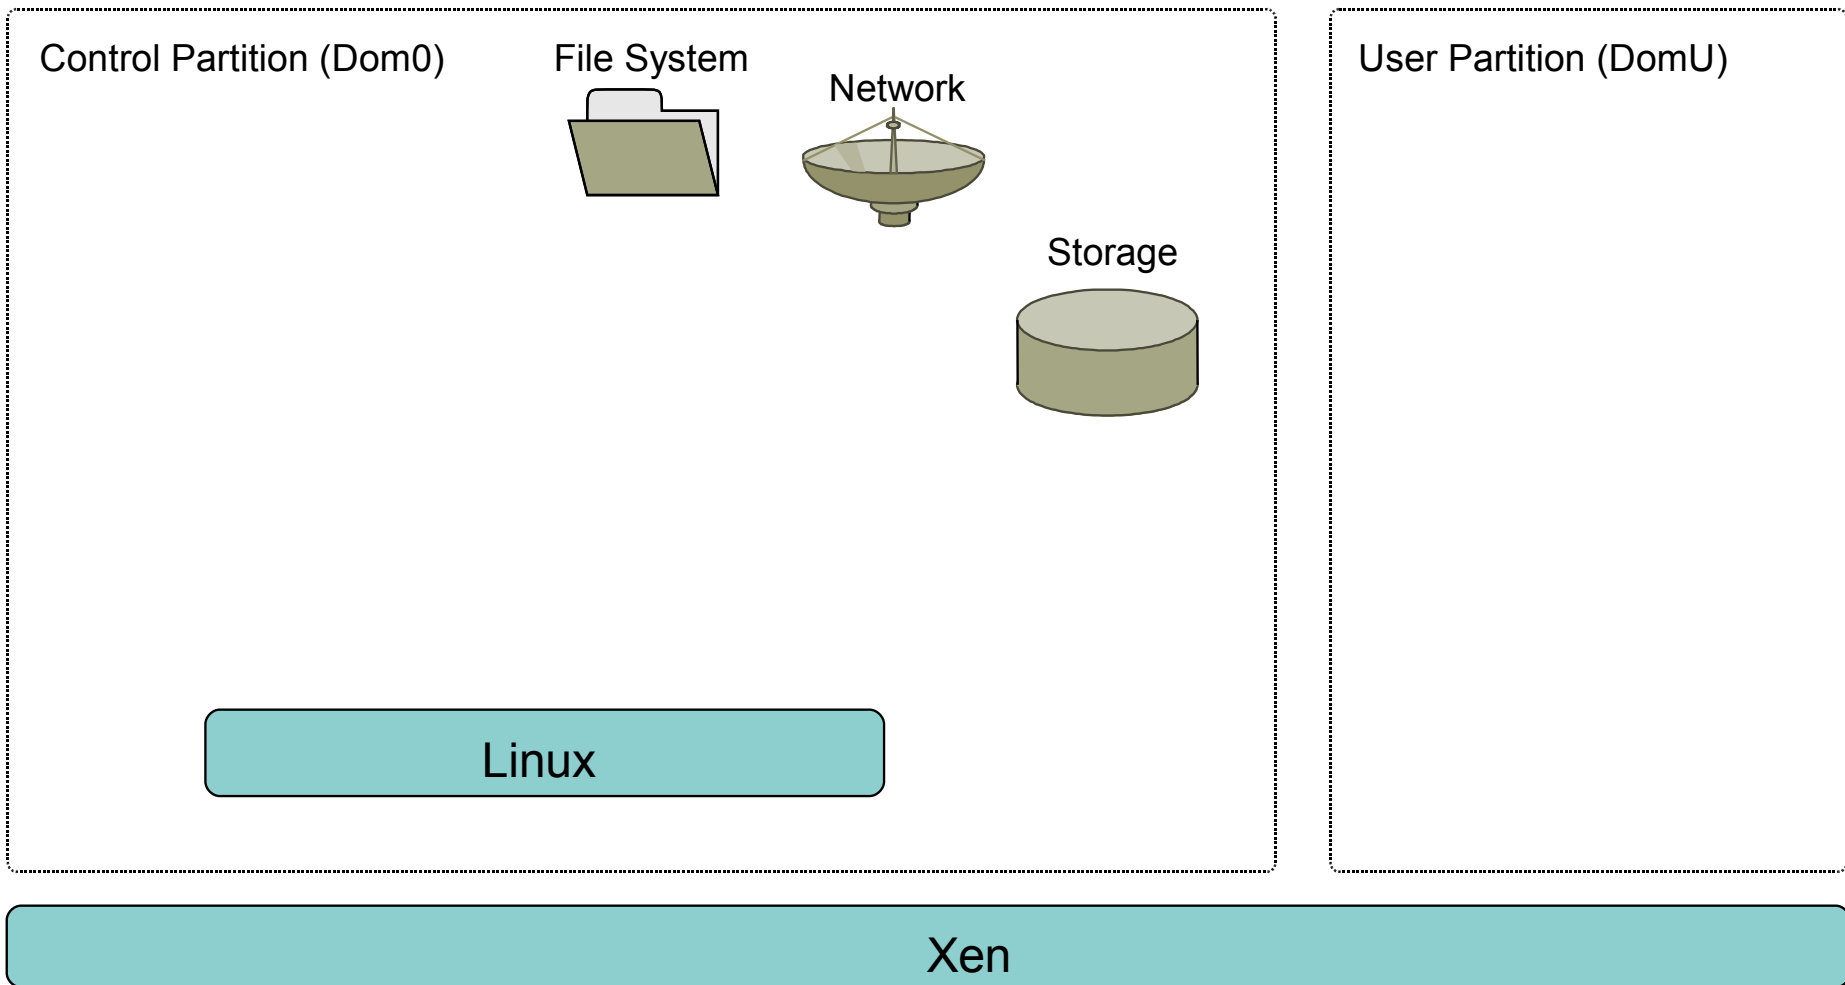 Control Partition (Dom0)
File System
Network
Storage
Linux
User Partition (DomU)
Xen